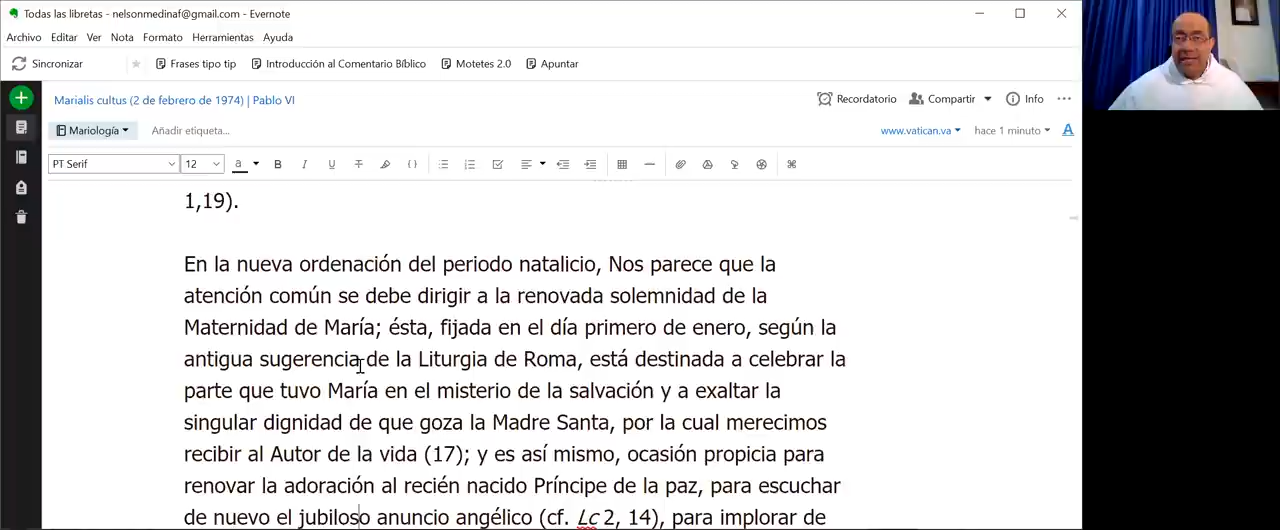 Todas las libretas - nelsonmedinaf@gmail.com - Evernote
Archivo Editar Ver Nota Formato Herramientas Ayuda
Sincronizar Frases tipo tip Introducción al Comentario Bíblico Motetes 2.0 Apuntar
Marialis cultus (2 de febrero de 1974) | Pablo VI Recordatorio Compartir Info
Mariología Añadir etiqueta... www.vatican.va hace 1 minuto A
PT Serif 12 a B I U T { }
1,19).
En la nueva ordenación del periodo natalicio, Nos parece que la
atención común se debe dirigir a la renovada solemnidad de la
Maternidad de María; ésta, fijada en el día primero de enero, según la
antigua sugerencia de la Liturgia de Roma, está destinada a celebrar la
parte que tuvo María en el misterio de la salvación y a exaltar la
singular dignidad de que goza la Madre Santa, por la cual merecimos
recibir al Autor de la vida (17); y es así mismo, ocasión propicia para
renovar la adoración al recién nacido Príncipe de la paz, para escuchar
de nuevo el jubiloso anuncio angélico (cf. Lc 2, 14), para implorar de